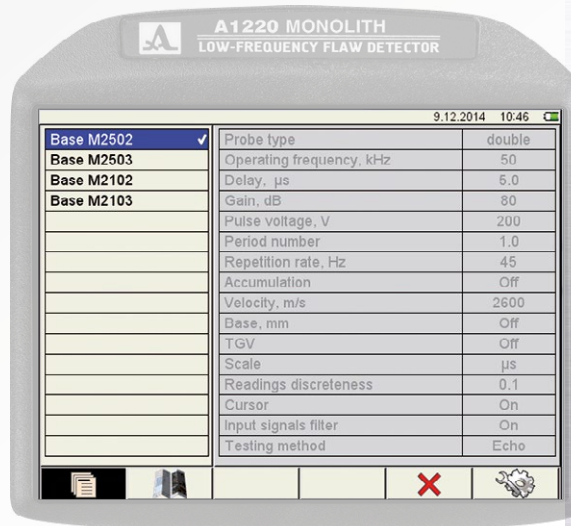 A1220 MONOLITH
LOW-FREQUENCY FLAW DETECTOR
9.12.2014 10:46
Base M2502 ✓ Probe type double
Base M2503 Operating frequency, kHz 50
Base M2102 Delay, µs 5.0
Base M2103 Gain, dB 80
Pulse voltage, V 200
Period number 1.0
Repetition rate, Hz 45
Accumulation Off
Velocity, m/s 2600
Base, mm Off
TGV Off
Scale µs
Readings discreteness 0.1
Cursor On
Input signals filter On
Testing method Echo